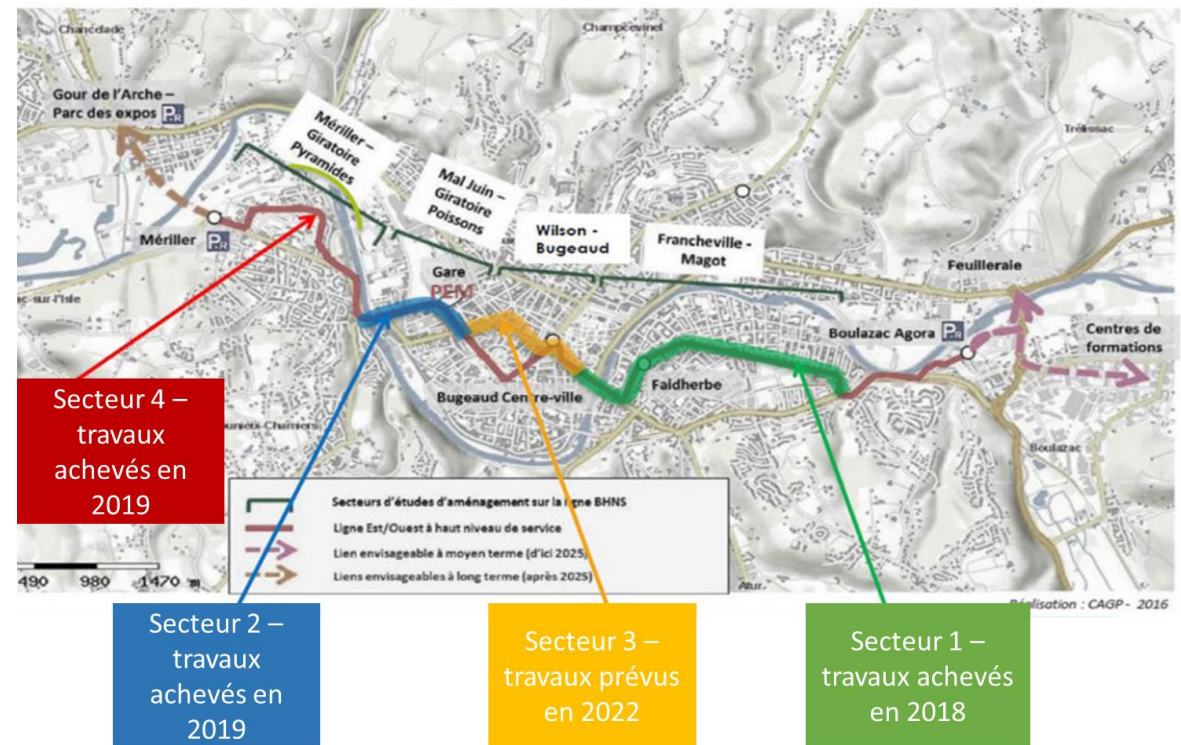 Chancelade
Champcevinel
Gour de l'Arche –
Parc des expos P+R
Trélissac
Mériller –
Giratoire
Pyramides
Mal Juin –
Giratoire
Poissons
Wilson -
Bugeaud
Francheville -
Magot
Mériller P+R
Gare
PEM
Feuilleraie
Boulazac Agora P+R
Centres de
formations
Faidherbe
Bugeaud Centre-ville
Boulazac
Secteur 4 –
travaux
achevés en
2019
Secteurs d'études d'aménagement sur la ligne BHNS
Ligne Est/Ouest à haut niveau de service
Lien envisageable à moyen terme (d'ici 2025)
Liens envisageables à long terme (après 2025)
490 980 1470 m
Atur
Réalisation : CAGP - 2016
Secteur 2 –
travaux
achevés en
2019
Secteur 3 –
travaux prévus
en 2022
Secteur 1 –
travaux achevés
en 2018